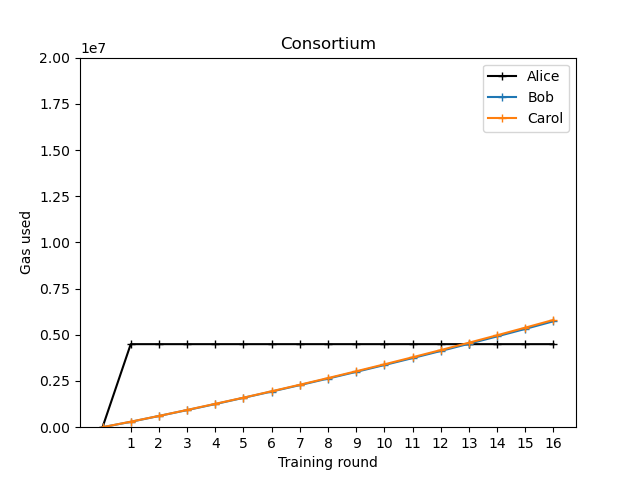 Consortium
1e7
2.00
1.75
1.50
1.25
1.00
0.75
0.50
0.25
0.00
Gas used
Alice
Bob
Carol
1 2 3 4 5 6 7 8 9 10 11 12 13 14 15 16
Training round